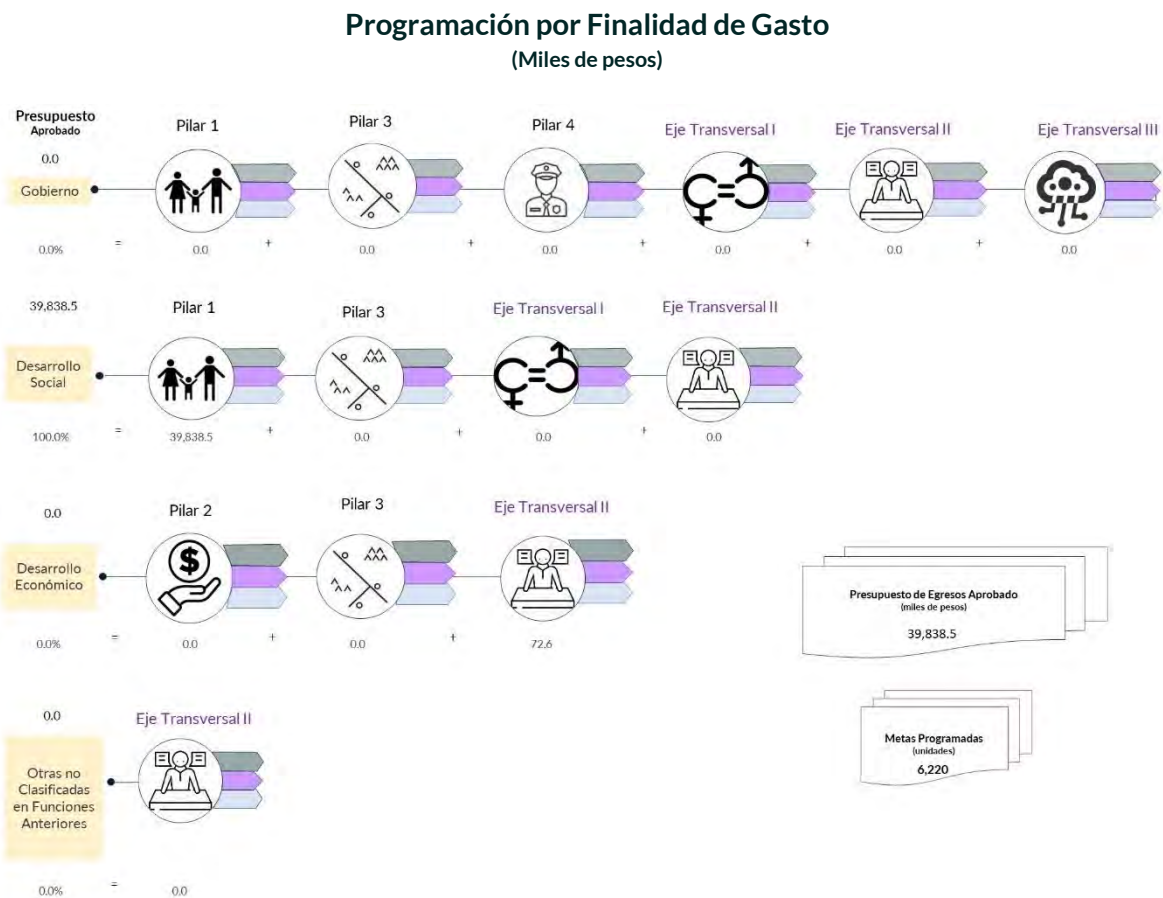 Programación por Finalidad de Gasto
(Miles de pesos)
Presupuesto
Aprobado
Pilar 1
Pilar 3
Pilar 4
Eje Transversal I
Eje Transversal II
Eje Transversal III
0.0
Gobierno
0.0%
=
0.0
+
0.0
+
0.0
+
0.0
+
0.0
+
0.0
39,838.5
Pilar 1
Pilar 3
Eje Transversal I
Eje Transversal II
Desarrollo
Social
100.0%
=
39,838.5
+
0.0
+
0.0
+
0.0
0.0
Pilar 2
Pilar 3
Eje Transversal II
Desarrollo
Económico
0.0%
=
0.0
+
0.0
+
72.6
Presupuesto de Egresos Aprobado
(miles de pesos)
39,838.5
0.0
Eje Transversal II
Otras no
Clasificadas
en Funciones
Anteriores
0.0%
=
0.0
Metas Programadas
(unidades)
6,220